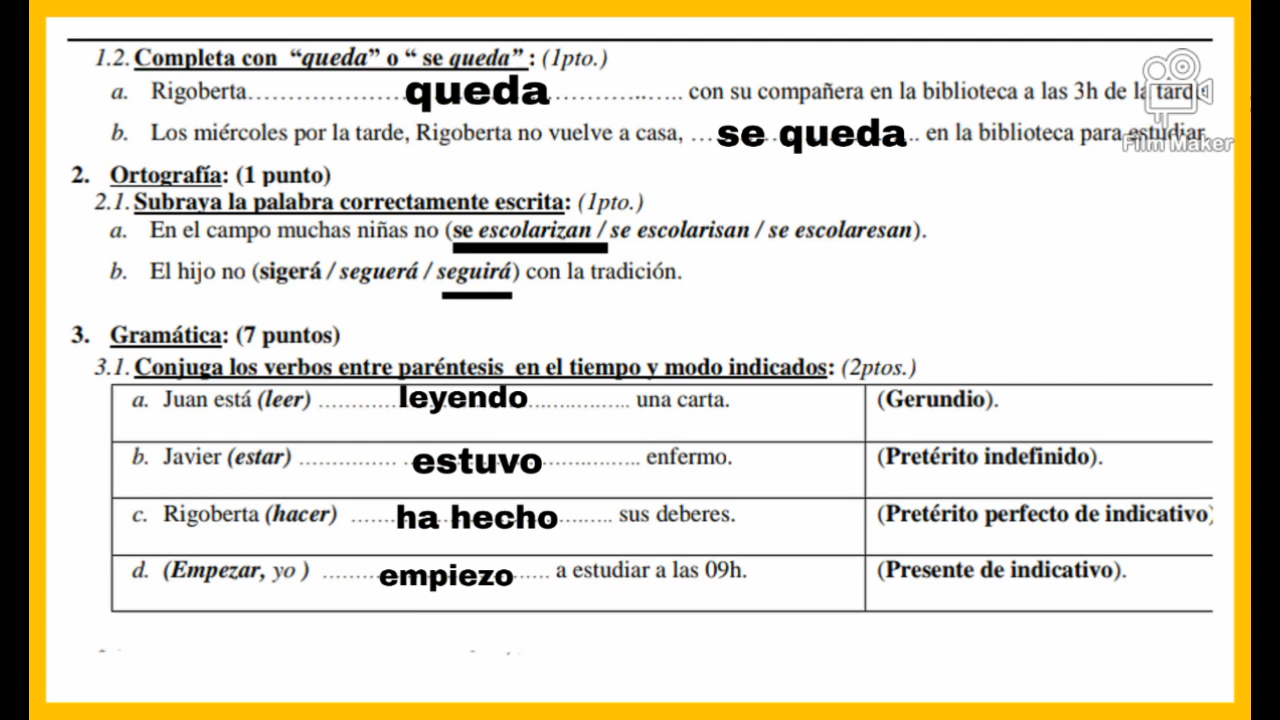 1.2. Completa con “queda” o “ se queda” : (1pto.)
a. Rigoberta……………….queda………..….. con su compañera en la biblioteca a las 3h de la tarde
b. Los miércoles por la tarde, Rigoberta no vuelve a casa, …se queda.. en la biblioteca para estudiar.
Film Maker
2. Ortografía: (1 punto)
2.1. Subraya la palabra correctamente escrita: (1pto.)
a. En el campo muchas niñas no (se escolarizan / se escolarisan / se escolaresan).
b. El hijo no (sigerá / seguerá / seguirá) con la tradición.
3. Gramática: (7 puntos)
3.1. Conjuga los verbos entre paréntesis en el tiempo y modo indicados: (2ptos.)
a. Juan está (leer) ……….leyendo…………….. una carta. (Gerundio).
b. Javier (estar) ………… estuvo………….. enfermo. (Pretérito indefinido).
c. Rigoberta (hacer) ……ha hecho…….. sus deberes. (Pretérito perfecto de indicativo)
d. (Empezar, yo ) ……..empiezo…... a estudiar a las 09h. (Presente de indicativo).